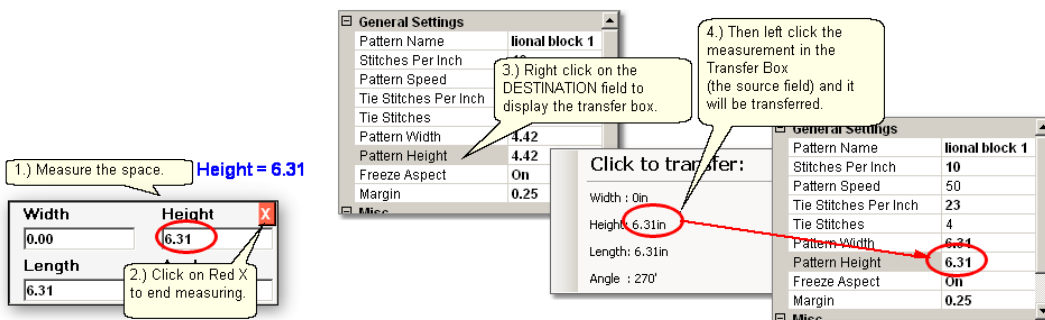 1.) Measure the space.
Height = 6.31
Width Height X
0.00 6.31
Length
6.31
2.) Click on Red X
to end measuring.
General Settings
Pattern Name lional block 1
Stitches Per Inch
Pattern Speed
Tie Stitches Per Inch
Tie Stitches
Pattern Width 4.42
Pattern Height 4.42
Freeze Aspect On
Margin 0.25
Misc
3.) Right click on the
DESTINATION field to
display the transfer box.
Click to transfer:
Width : 0in
Height: 6.31in
Length: 6.31in
Angle : 270'
4.) Then left click the
measurement in the
Transfer Box
(the source field) and it
will be transferred.
General Settings
Pattern Name lional block 1
Stitches Per Inch 10
Pattern Speed 50
Tie Stitches Per Inch 23
Tie Stitches 4
Pattern Width 6.31
Pattern Height 6.31
Freeze Aspect On
Margin 0.25
Misc